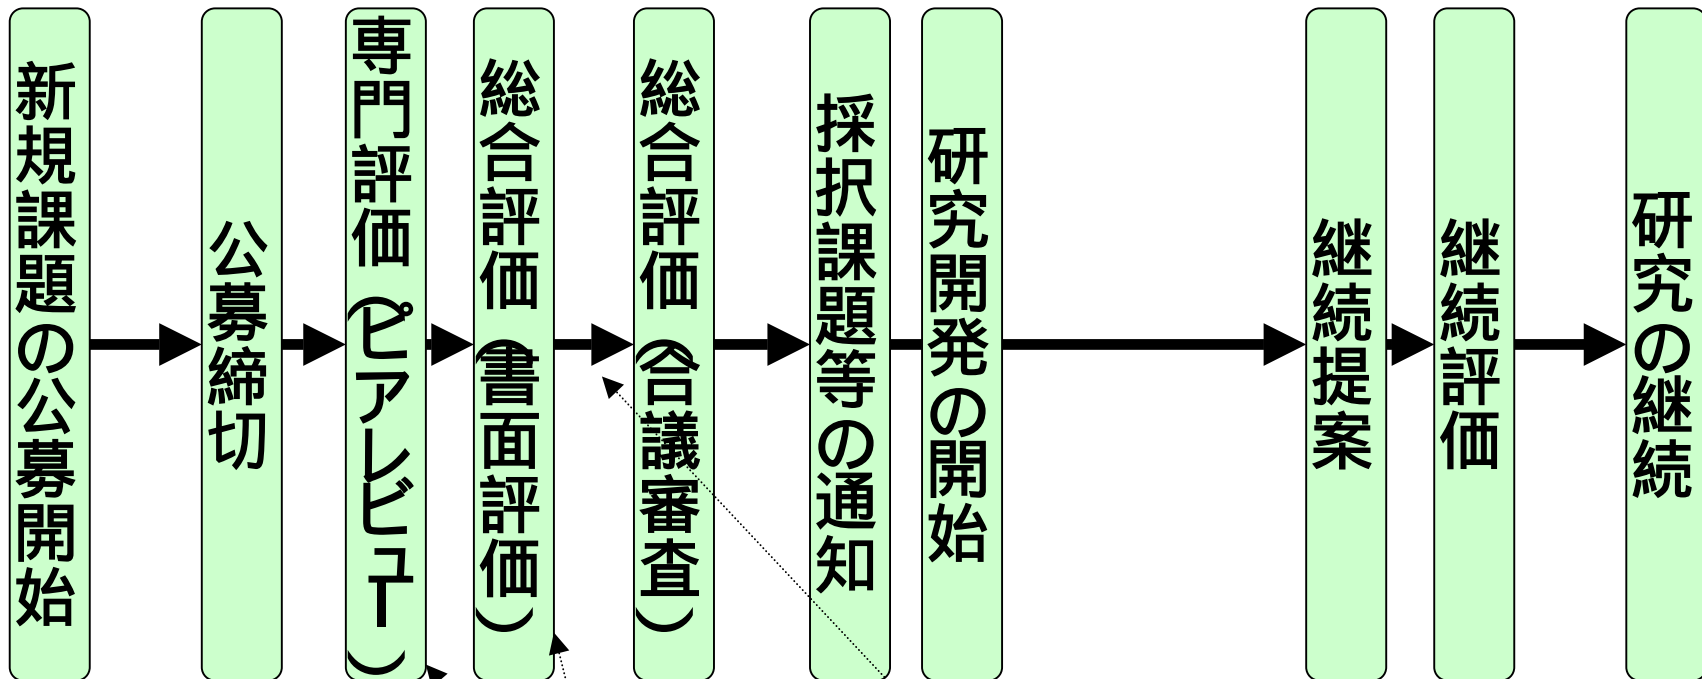 新規課題の公募開始
公募締切
専門評価（ピアレビュー）
総合評価（書面評価）
総合評価（合議審査）
採択課題等の通知
研究開発の開始
継続提案
継続評価
研究の継続